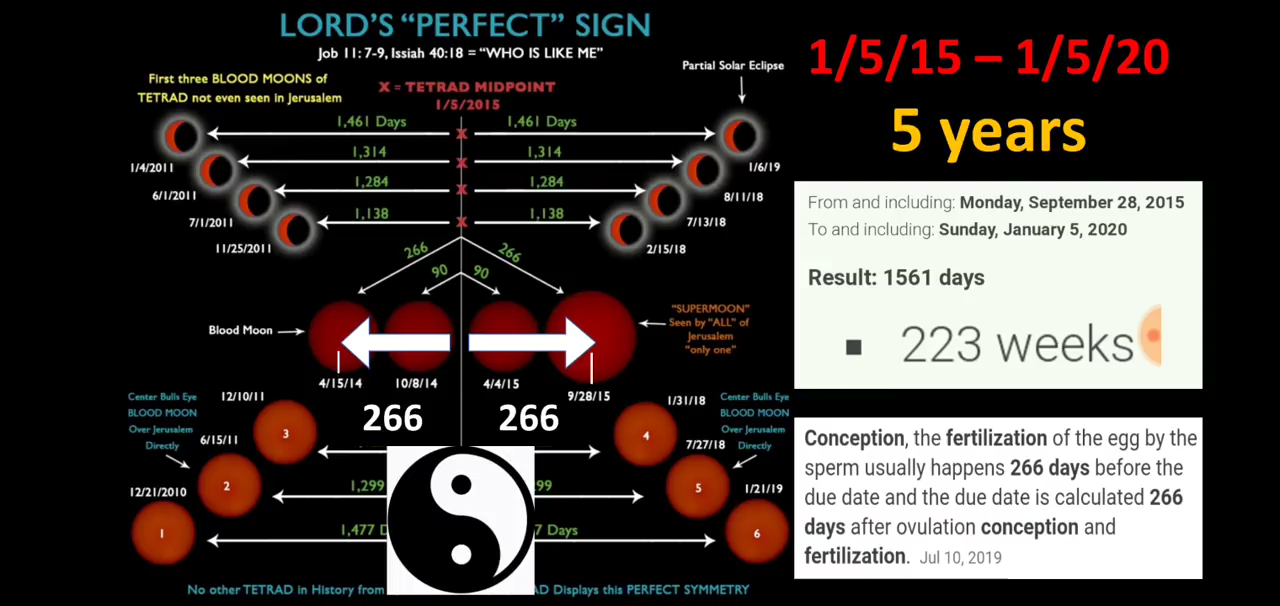 LORD'S “PERFECT” SIGN
Job 11: 7-9, Issiah 40:18 = “WHO IS LIKE ME”
First three BLOOD MOONS of
TETRAD not even seen in Jerusalem
X = TETRAD MIDPOINT
1/5/2015
Partial Solar Eclipse
1,461 Days
1,461 Days
1/4/2011
1/6/19
1,314
1,314
6/1/2011
8/11/18
1,284
1,284
7/1/2011
7/13/18
1,138
1,138
11/25/2011
2/15/18
X
X
X
X
266
266
90
90
Blood Moon
"SUPERMOON"
Seen by "ALL" of
Jerusalem
"only one"
4/15/14
10/8/14
4/4/15
9/28/15
266
266
Center Bulls Eye
BLOOD MOON
Over Jerusalem
Directly
12/10/11
3
6/15/11
2
12/21/2010
1
1/31/18
4
7/27/18
5
1/21/19
6
Center Bulls Eye
BLOOD MOON
Over Jerusalem
Directly
1,299
99
1,477 D
7 Days
No other TETRAD in History from
AD Displays this PERFECT SYMMETRY
1/5/15 – 1/5/20
5 years
From and including: Monday, September 28, 2015
To and including: Sunday, January 5, 2020
Result: 1561 days
▪ 223 weeks
Conception, the fertilization of the egg by the
sperm usually happens 266 days before the
due date and the due date is calculated 266
days after ovulation conception and
fertilization. Jul 10, 2019